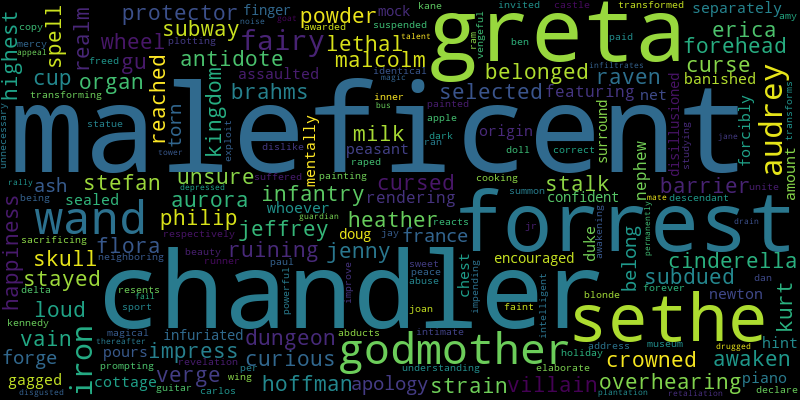 maleficent
greta
chandler
forrest
sethe
godmother
wand
audrey
fairy
iron
milk
kurt
philip
protector
subway
powder
finger
mock
kane
invited
castle
transformed
amy
copy
mercy
appeal
highest
spell
realm
wheel
freed
noise
plotting
awarded
suspended
goat
talent
lethal
malcolm
vengeful
ram
ben
paid
separately
erica
forehead
curse
banished
cup
gu
antidote
organ
assaulted
identical
magic
belonged
infiltrates
raven
selected
featuring
net
transforming
reached
torn
kingdom
exploit
brahms
inner
bus
painted
apple
origin
surround
disillusioned
studying
forcibly
jane
amount
transforms
unnecessary
statue
tower
dislike
mentally
peasant
dark
ran
doll
correct
rally
stefan
unsure
raped
painting
cooking
nephew
ash
being
sealed
depressed
suffered
cursed
stalk
summon
confident
barrier
mate
unite
descendant
happiness
sacrificing
aurora
infantry
whoever
guardian
rendering
duke
awakening
permanently
drain
respectively
jeffrey
heather
reacts
jr
flora
neighboring
beauty
runner
ruining
doug
jay
france
encouraged
belong
cinderella
skull
stayed
resents
delta
fail
sport
paul
powerful
jenny
improve
sweet
peace
abuse
chest
impending
faint
intelligent
blonde
subdued
forever
newton
dan
loud
vain
kennedy
magical
thereafter
infuriated
dungeon
abducts
joan
intimate
address
museum
drugged
hint
forge
pours
impress
revelation
curious
understanding
holiday
elaborate
crowned
awaken
gagged
disgusted
prompting
cottage
verge
guitar
per
wing
carlos
hoffman
apology
strain
villain
overhearing
plantation
retaliation
piano
declare